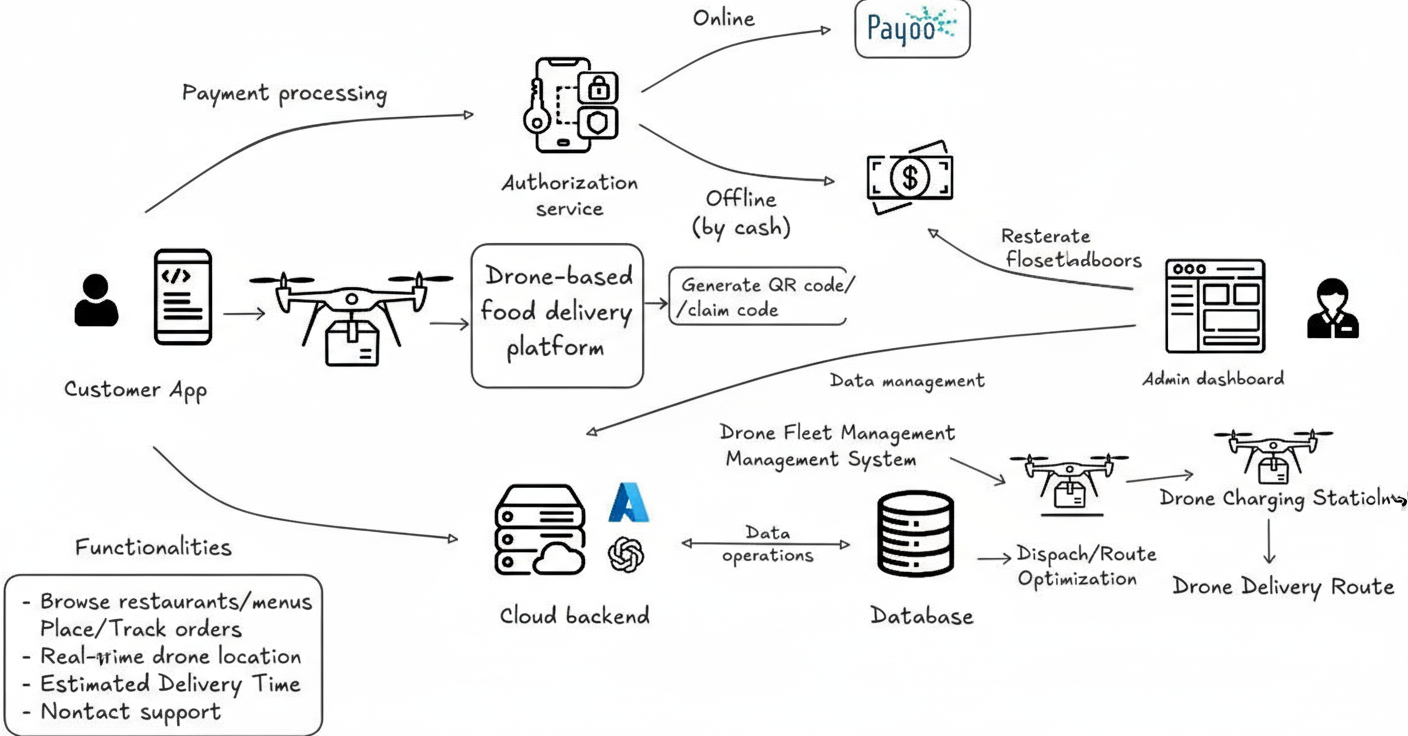 Online
Payoo
Payment processing
Authorization
service
Offline
(by cash)
Resterate
Drone-based
food delivery
platform
Generate QR code/
/claim code
</>
Customer App
Data management
Admin dashboard
Drone Fleet Management
Management System
Drone Charging
Data
operations
Dispach/Route
Optimization
Drone Delivery Route
Cloud backend
Database
Functionalities
- Browse restaurants/menus
Place/Track orders
- drone location
- Estimated Delivery Time
- Nontact support